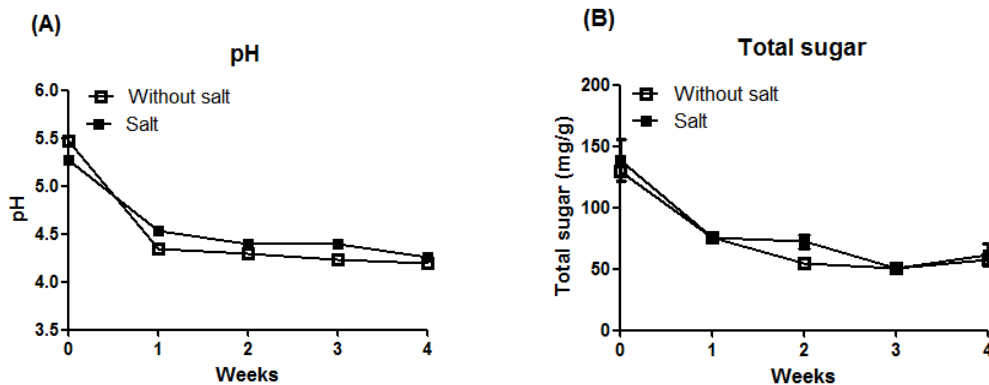 (A)
pH
Without salt
Salt
6.0
5.5
5.0
4.5
4.0
3.5
pH
0 1 2 3 4
Weeks
(B)
Total sugar
Without salt
Salt
200
150
100
50
0
Total sugar (mg/g)
0 1 2 3 4
Weeks